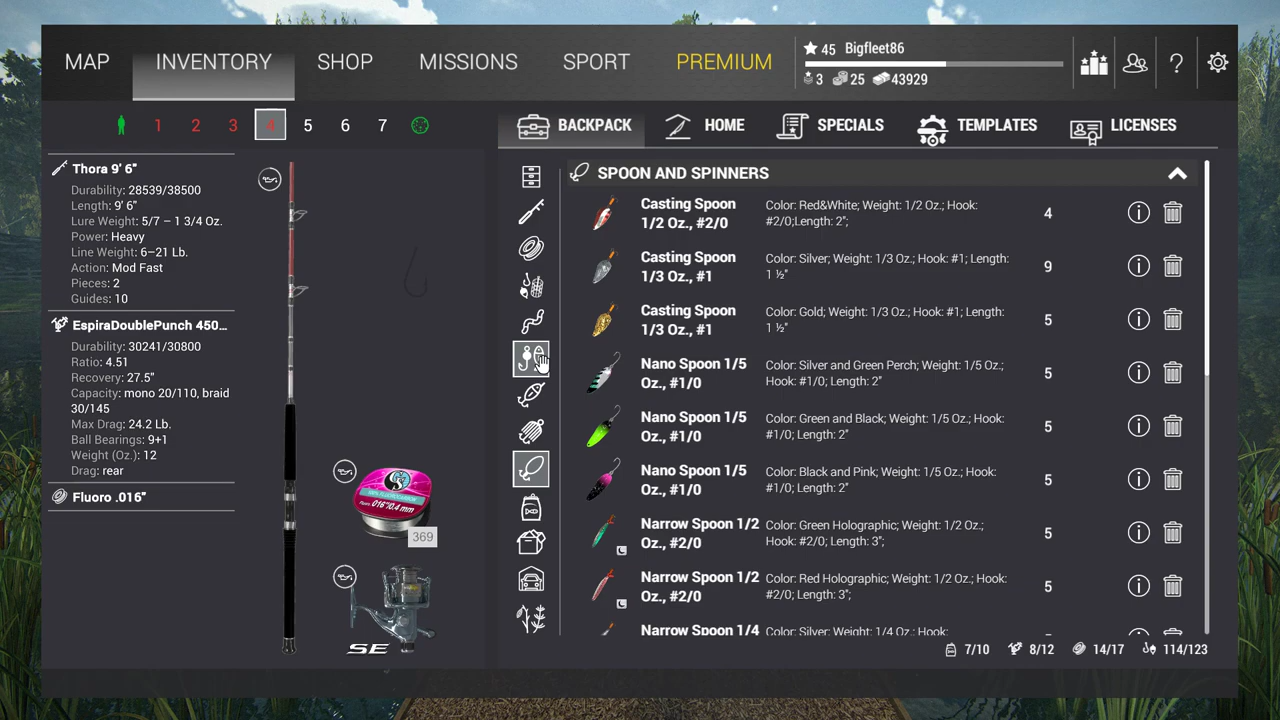 MAP INVENTORY SHOP MISSIONS SPORT PREMIUM
45 Bigfleet86
3 25 43929
1 2 3 4 5 6 7
BACKPACK HOME SPECIALS TEMPLATES LICENSES
Thora 9' 6"
Durability: 28539/38500
Length: 9' 6"
Lure Weight: 5/7 – 1 3/4 Oz.
Power: Heavy
Line Weight: 6–21 Lb.
Action: Mod Fast
Pieces: 2
Guides: 10
EspiraDoublePunch 450...
Durability: 30241/30800
Ratio: 4.51
Recovery: 27.5"
Capacity: mono 20/110, braid
30/145
Max Drag: 24.2 Lb.
Ball Bearings: 9+1
Weight (Oz.): 12
Drag: rear
Fluoro .016"
.016"/0.4 mm
369
SE
SPOON AND SPINNERS
Casting Spoon
1/2 Oz., #2/0
Color: Red&White; Weight: 1/2 Oz.; Hook:
#2/0;Length: 2";
4
Casting Spoon
1/3 Oz., #1
Color: Silver; Weight: 1/3 Oz.; Hook: #1; Length:
1 ½"
9
Casting Spoon
1/3 Oz., #1
Color: Gold; Weight: 1/3 Oz.; Hook: #1; Length:
1 ½"
5
Nano Spoon 1/5
Oz., #1/0
Color: Silver and Green Perch; Weight: 1/5 Oz.;
Hook: #1/0; Length: 2"
5
Nano Spoon 1/5
Oz., #1/0
Color: Green and Black; Weight: 1/5 Oz.; Hook:
#1/0; Length: 2"
5
Nano Spoon 1/5
Oz., #1/0
Color: Black and Pink; Weight: 1/5 Oz.; Hook:
#1/0; Length: 2"
5
Narrow Spoon 1/2
Oz., #2/0
Color: Green Holographic; Weight: 1/2 Oz.;
Hook: #2/0; Length: 3";
5
Narrow Spoon 1/2
Oz., #2/0
Color: Red Holographic; Weight: 1/2 Oz.; Hook:
#2/0; Length: 3";
5
Narrow Spoon 1/4
Color: Silver; Weight: 1/4 Oz.; Hook:
7/10 8/12 14/17 114/123